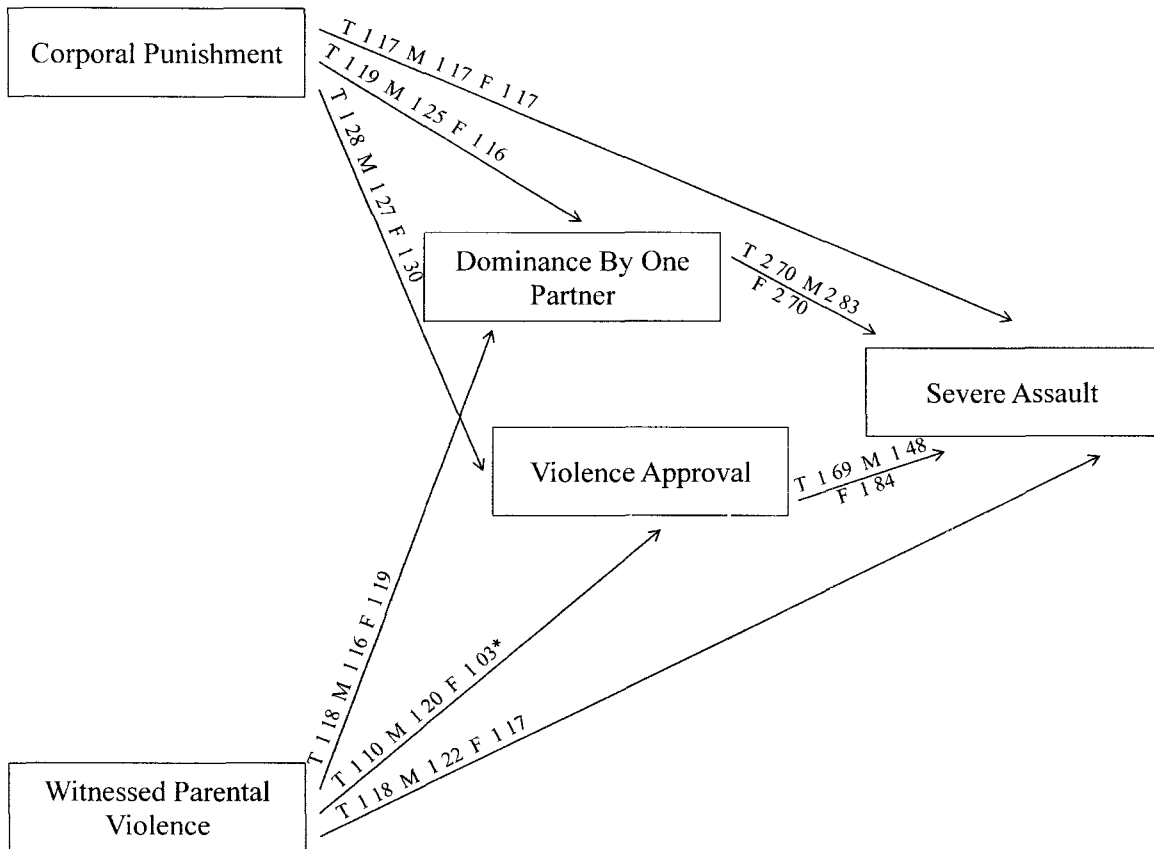 Corporal Punishment
T 1 17 M 1 17 F 1 17
T 1 19 M 1 25 F 1 16
T 1 28 M 1 27 F 1 30
Dominance By One
Partner
T 2 70 M 2 83
F 2 70
Severe Assault
Violence Approval
T 1 69 M 1 48
F 1 84
T 1 18 M 1 16 F 1 19
T 1 10 M 1 20 F 1 03*
T 1 18 M 1 22 F 1 17
Witnessed Parental
Violence